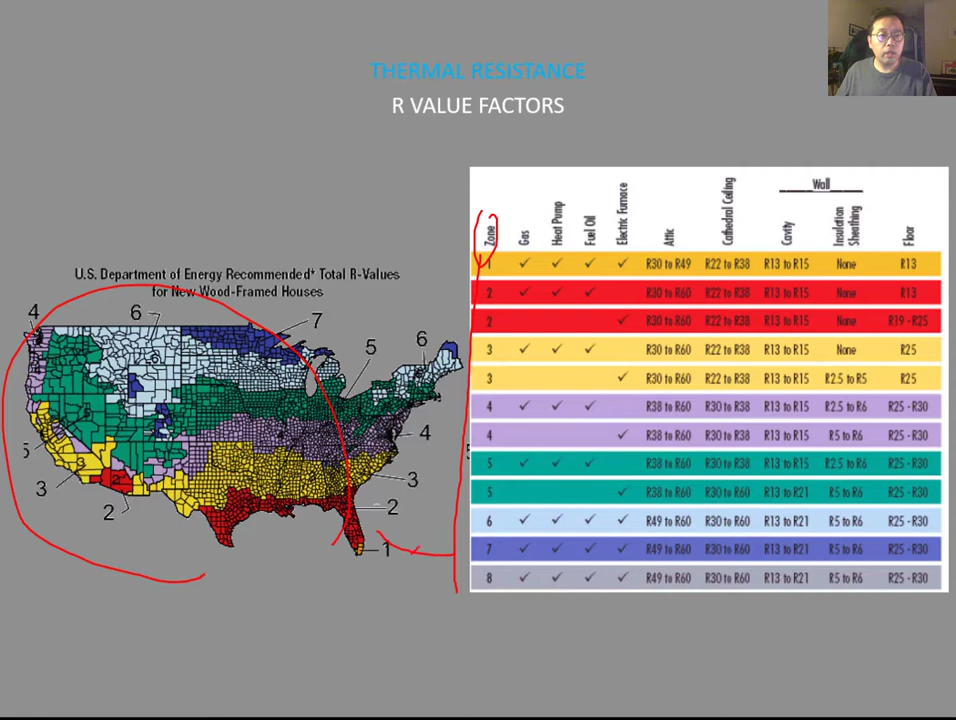 THERMAL RESISTANCE
R VALUE FACTORS
U.S. Department of Energy Recommended* Total R-Values
for New Wood-Framed Houses
4
6
7
5
6
6
5
4
5
3
3
3
2
2
2
1
Wall
Zone Gas Heat Pump Fuel Oil Electric Furnace Attic Cathedral Ceiling Cavity Insulation Sheathing Floor
1 ✓ ✓ ✓ ✓ R30 to R49 R22 to R38 R13 to R15 None R13
2 ✓ ✓ ✓ R30 to R60 R22 to R38 R13 to R15 None R13
2 ✓ R30 to R60 R22 to R38 R13 to R15 None R19 - R25
3 ✓ ✓ ✓ R30 to R60 R22 to R38 R13 to R15 None R25
3 ✓ R30 to R60 R22 to R38 R13 to R15 R2.5 to R5 R25
4 ✓ ✓ ✓ R38 to R60 R30 to R38 R13 to R15 R2.5 to R6 R25 - R30
4 ✓ R38 to R60 R30 to R38 R13 to R15 R5 to R6 R25 - R30
5 ✓ ✓ ✓ R38 to R60 R30 to R38 R13 to R15 R2.5 to R6 R25 - R30
5 ✓ R38 to R60 R30 to R60 R13 to R21 R5 to R6 R25 - R30
6 ✓ ✓ ✓ ✓ R49 to R60 R30 to R60 R13 to R21 R5 to R6 R25 - R30
7 ✓ ✓ ✓ ✓ R49 to R60 R30 to R60 R13 to R21 R5 to R6 R25 - R30
8 ✓ ✓ ✓ ✓ R49 to R60 R30 to R60 R13 to R21 R5 to R6 R25 - R30